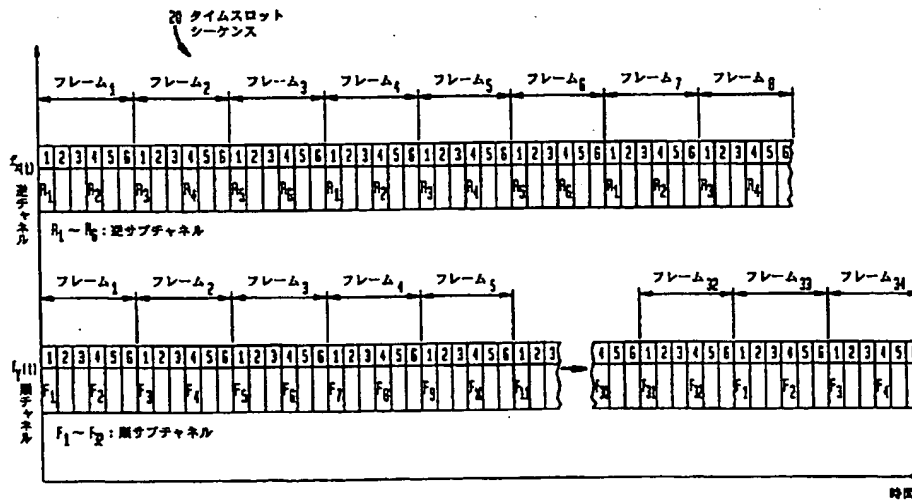 20 タイムスロット
シーケンス
フレーム1 フレーム2 フレーム3 フレーム4 フレーム5 フレーム6 フレーム7 フレーム8
1 2 3 4 5 6 1 2 3 4 5 6 1 2 3 4 5 6 1 2 3 4 5 6 1 2 3 4 5 6 1 2 3 4 5 6 1 2 3 4 5 6 1 2 3 4 5 6
逆チャネル
R1 R2 R3 R4 R5 R6 R1 R2 R3 R4 R5 R6 R1 R2 R3 R4
R1～R6：逆サブチャネル
フレーム1 フレーム2 フレーム3 フレーム4 フレーム5 フレーム32 フレーム33 フレーム34
1 2 3 4 5 6 1 2 3 4 5 6 1 2 3 4 5 6 1 2 3 4 5 6 1 2 3 4 5 6 1 2 3 4 5 6 1 2 3 4 5 6 1 2 3 4 5 6 1 2 3 4 5
順チャネル
F1 F2 F3 F4 F5 F6 F7 F8 F9 F10 F11 F31 F32 F1 F2 F3 F4
F1～F32：順サブチャネル
時間